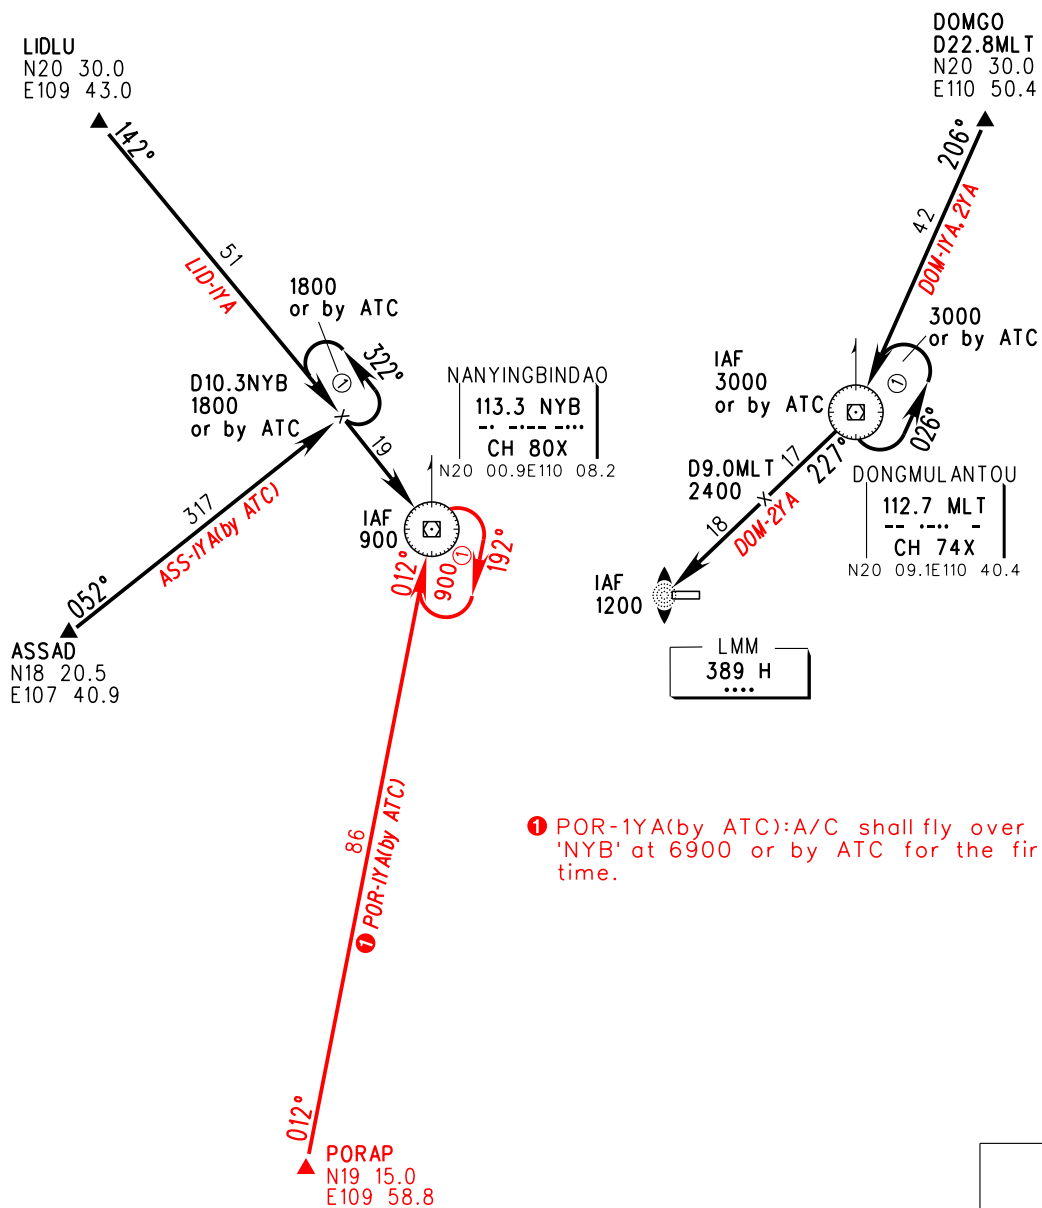 LIDLU
N20 30.0
E109 43.0
142°
51
LID-1YA
1800
or by ATC
1
322°
D10.3NYB
1800
or by ATC
19
317
ASS-1YA(by ATC)
052°
ASSAD
N18 20.5
E107 40.9
NANYINGBINDAO
113.3 NYB
-· -·-- -···
CH 80X
N20 00.9E110 08.2
IAF
900
012°
900
1
192°
86
1 POR-1YA(by ATC)
012°
PORAP
N19 15.0
E109 58.8
DOMGO
D22.8MLT
N20 30.0
E110 50.4
206°
42
DOM-1YA,2YA
3000
or by ATC
1
026°
IAF
3000
or by ATC
17
227°
D9.0MLT
2400
18
DOM-2YA
DONGMULANTOU
112.7 MLT
-- ·-·· -
CH 74X
N20 09.1E110 40.4
IAF
1200
LMM
389 H
····
1 POR-1YA(by ATC):A/C shall fly over
'NYB' at 6900 or by ATC for the fir
time.